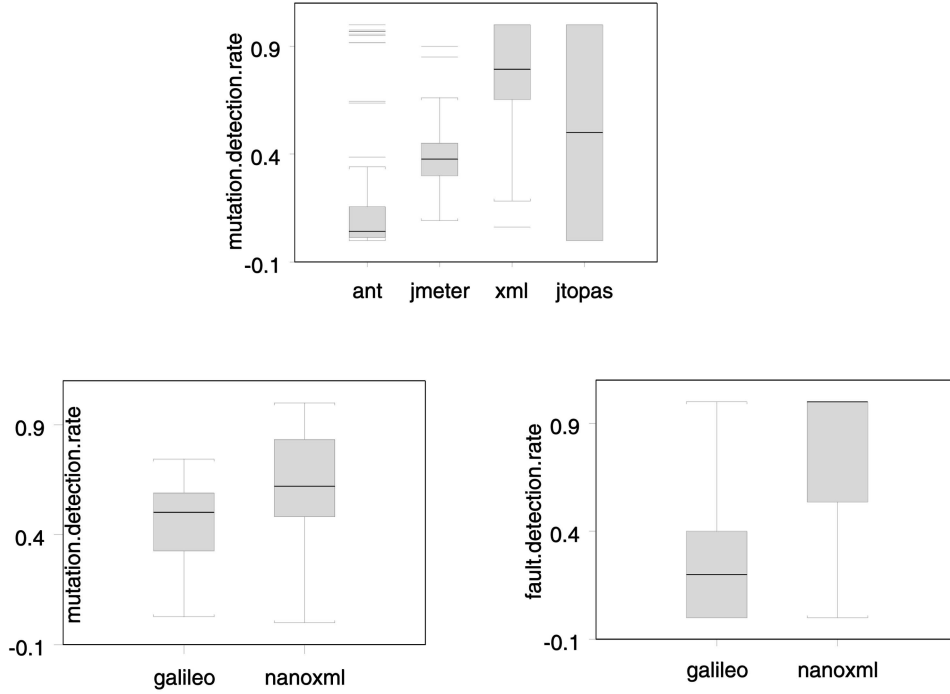 mutation.detection.rate
0.9
0.4
-0.1
ant jmeter xml jtopas
mutation.detection.rate
0.9
0.4
-0.1
galileo nanoxml
fault.detection.rate
0.9
0.4
-0.1
galileo nanoxml